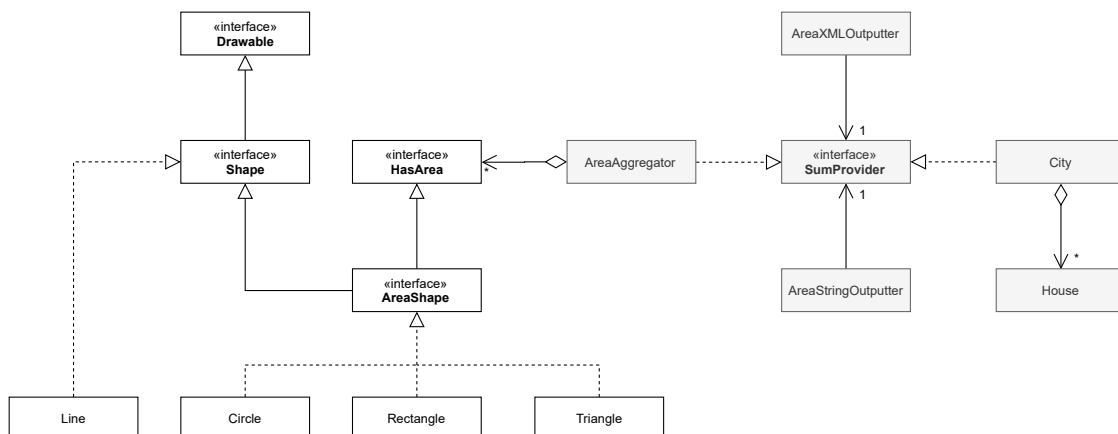 «interface»
Drawable
AreaXMLOutputter
1
«interface»
Shape
«interface»
HasArea
*
AreaAggregator
«interface»
SumProvider
City
1
*
«interface»
AreaShape
AreaStringOutputter
House
Line
Circle
Rectangle
Triangle